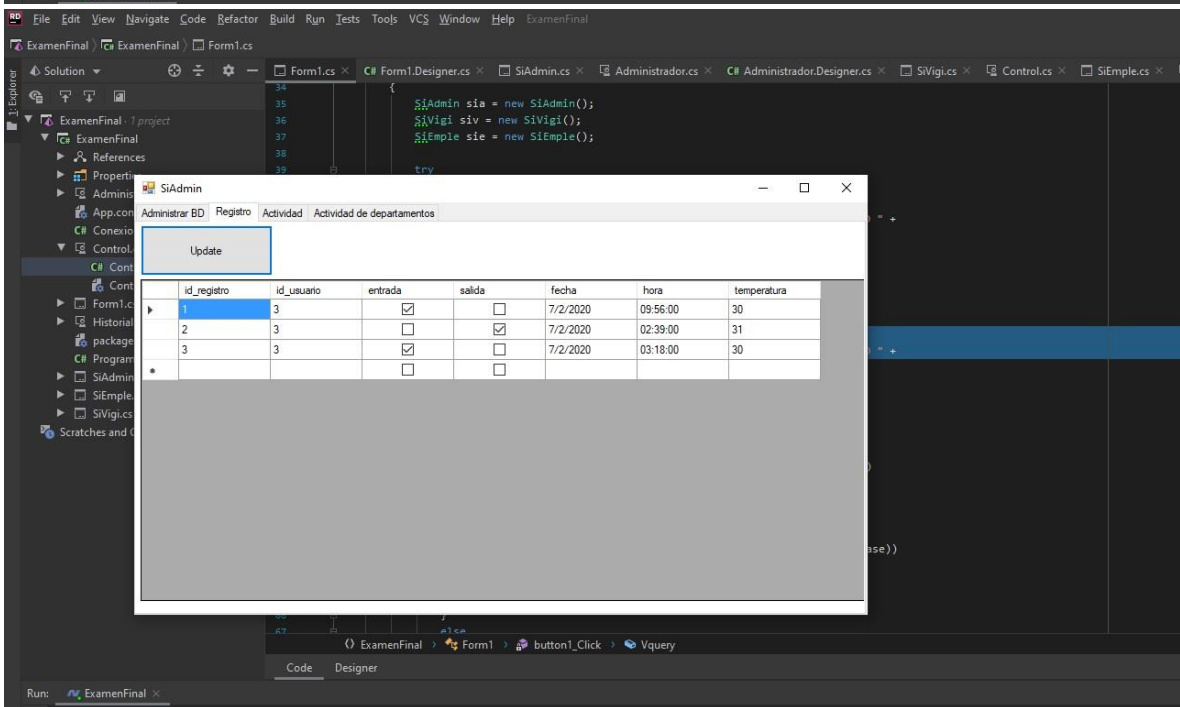 File Edit View Navigate Code Refactor Build Run Tests Tools VCS Window Help ExamenFinal
ExamenFinal ExamenFinal Form1.cs
1: Explorer
Solution
Form1.cs C# Form1.Designer.cs SiAdmin.cs Administrador.cs C# Administrador.Designer.cs SiVigi.cs Control.cs SiEmple.cs
ExamenFinal · 1 project
ExamenFinal
References
Properti
Adminis
App.con
C# Conexio
Control.
C# Cont
Cont
Form1.c
Historial
package
C# Program
SiAdmin
SiEmple.
SiVigi.cs
Scratches and C
34 {
35 SiAdmin sia = new SiAdmin();
36 SiVigi siv = new SiVigi();
37 SiEmple sie = new SiEmple();
38
39 try
" +
" +
)
ase))
67 else
SiAdmin
Administrar BD Registro Actividad Actividad de departamentos
Update
id_registro id_usuario entrada salida fecha hora temperatura
1 3 7/2/2020 09:56:00 30
2 3 7/2/2020 02:39:00 31
3 3 7/2/2020 03:18:00 30
ExamenFinal Form1 button1_Click Vquery
Code Designer
Run: ExamenFinal